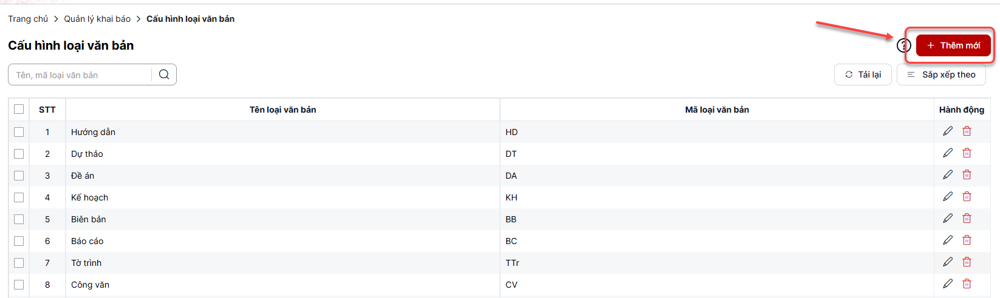 Trang chủ > Quản lý khai báo > Cấu hình loại văn bản
Cấu hình loại văn bản
? + Thêm mới
Tên, mã loại văn bản
Tải lại Sắp xếp theo
STT Tên loại văn bản Mã loại văn bản Hành động
1 Hướng dẫn HD
2 Dự thảo DT
3 Đề án DA
4 Kế hoạch KH
5 Biên bản BB
6 Báo cáo BC
7 Tờ trình TTr
8 Công văn CV